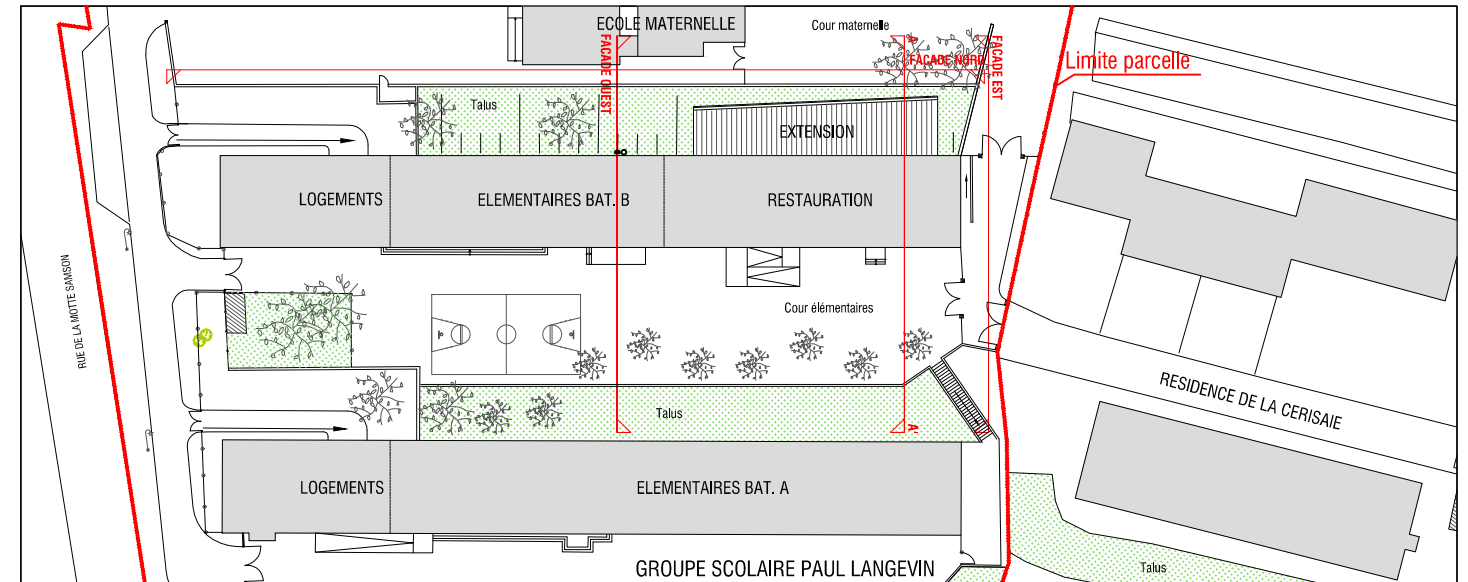 ECOLE MATERNELLE
Cour maternelle
A
FACADE OUEST
FACADE NORD
FACADE EST
Limite parcelle
Talus
EXTENSION
LOGEMENTS
ELEMENTAIRES BAT. B
RESTAURATION
RUE DE LA MOTTE SAMSON
Cour élémentaires
RESIDENCE DE LA CERISAIE
Talus
A'
LOGEMENTS
ELEMENTAIRES BAT. A
GROUPE SCOLAIRE PAUL LANGEVIN
Talus